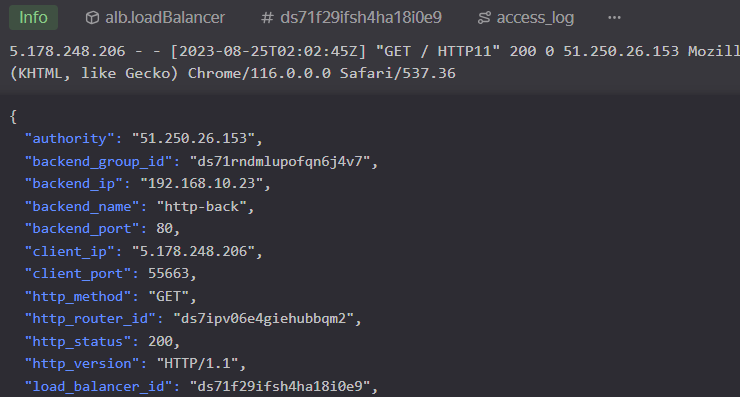 Info alb.loadBalancer # ds71f29ifsh4ha18i0e9 access_log ···
5.178.248.206 - - [2023-08-25T02:02:45Z] "GET / HTTP11" 200 0 51.250.26.153 Mozill
(KHTML, like Gecko) Chrome/116.0.0.0 Safari/537.36
{
"authority": "51.250.26.153",
"backend_group_id": "ds71rndmlupofqn6j4v7",
"backend_ip": "192.168.10.23",
"backend_name": "http-back",
"backend_port": 80,
"client_ip": "5.178.248.206",
"client_port": 55663,
"http_method": "GET",
"http_router_id": "ds7ipv06e4giehubbqm2",
"http_status": 200,
"http_version": "HTTP/1.1",
"load_balancer_id": "ds71f29ifsh4ha18i0e9",